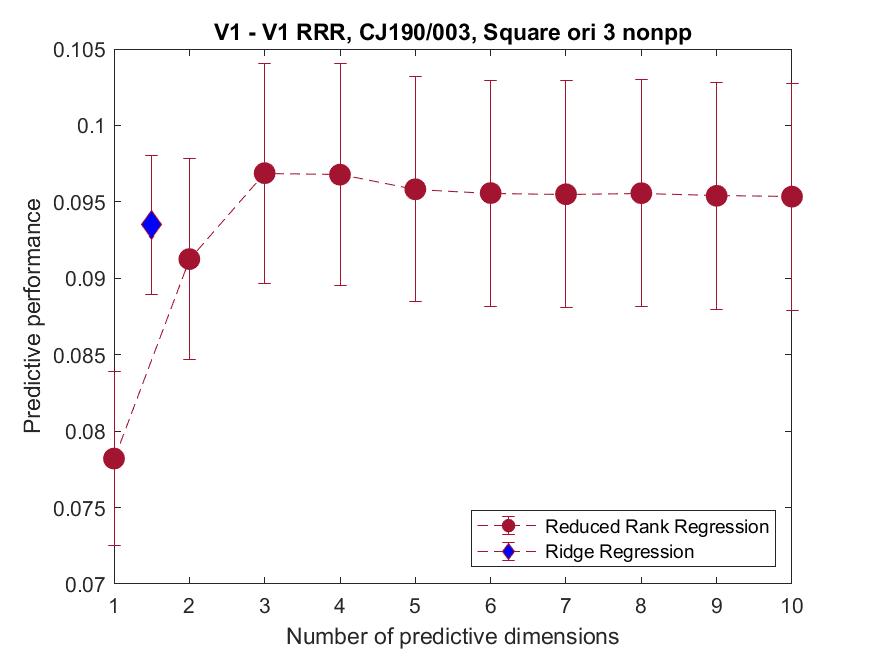 V1 - V1 RRR, CJ190/003, Square ori 3 nonpp
0.105
0.1
0.095
0.09
0.085
0.08
0.075
0.07
Predictive performance
1 2 3 4 5 6 7 8 9 10
Number of predictive dimensions
Reduced Rank Regression
Ridge Regression